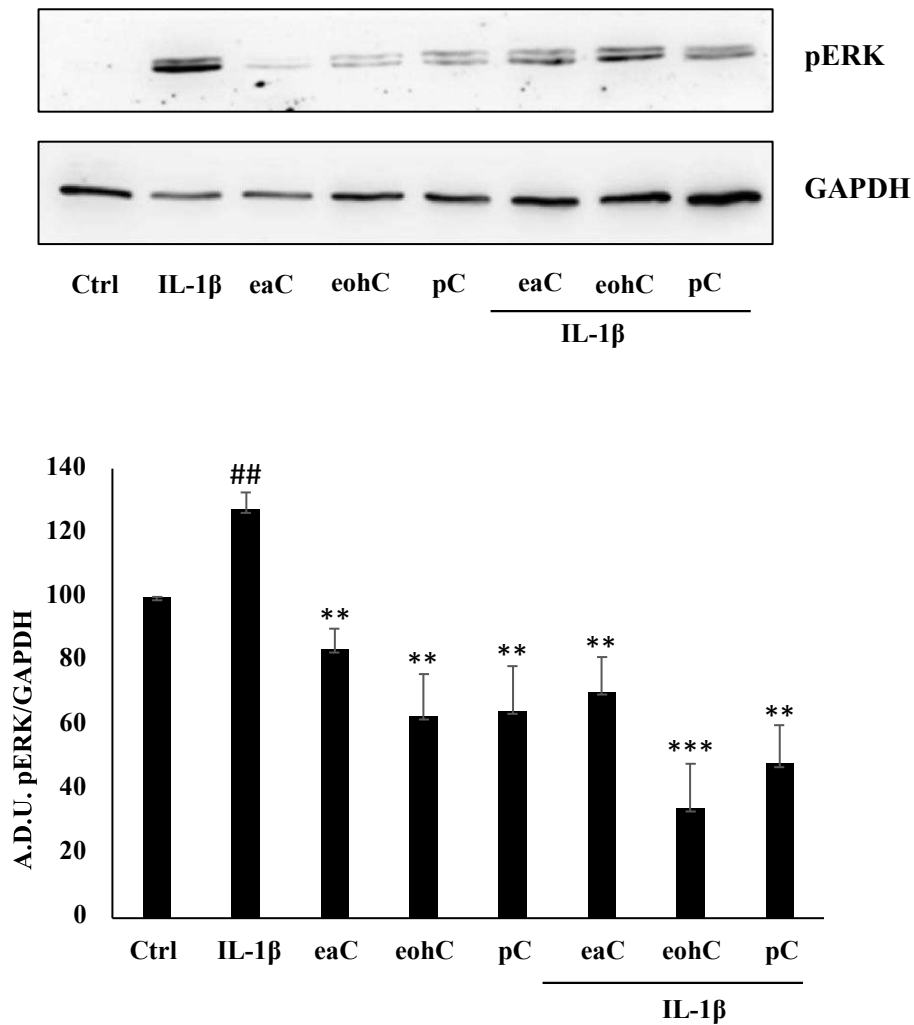 pERK
GAPDH
Ctrl IL-1β eaC eohC pC eaC eohC pC
IL-1β
A.D.U. pERK/GAPDH
140
120
100
80
60
40
20
0
##
**
**
**
**
***
**
Ctrl IL-1β eaC eohC pC eaC eohC pC
IL-1β